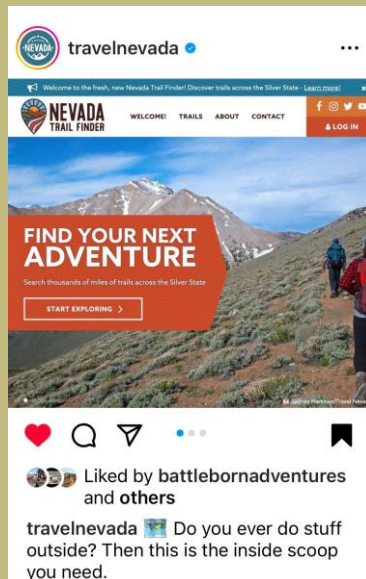 NEVADA
travelnevada
Welcome to the fresh, new Nevada Trail Finder! Discover trails across the Silver State - Learn more!
NEVADA
TRAIL FINDER
WELCOME! TRAILS ABOUT CONTACT
LOG IN
FIND YOUR NEXT
ADVENTURE
Search thousands of miles of trails across the Silver State
START EXPLORING
Liked by battlebornadventures
and others
travelnevada Do you ever do stuff
outside? Then this is the inside scoop
you need.